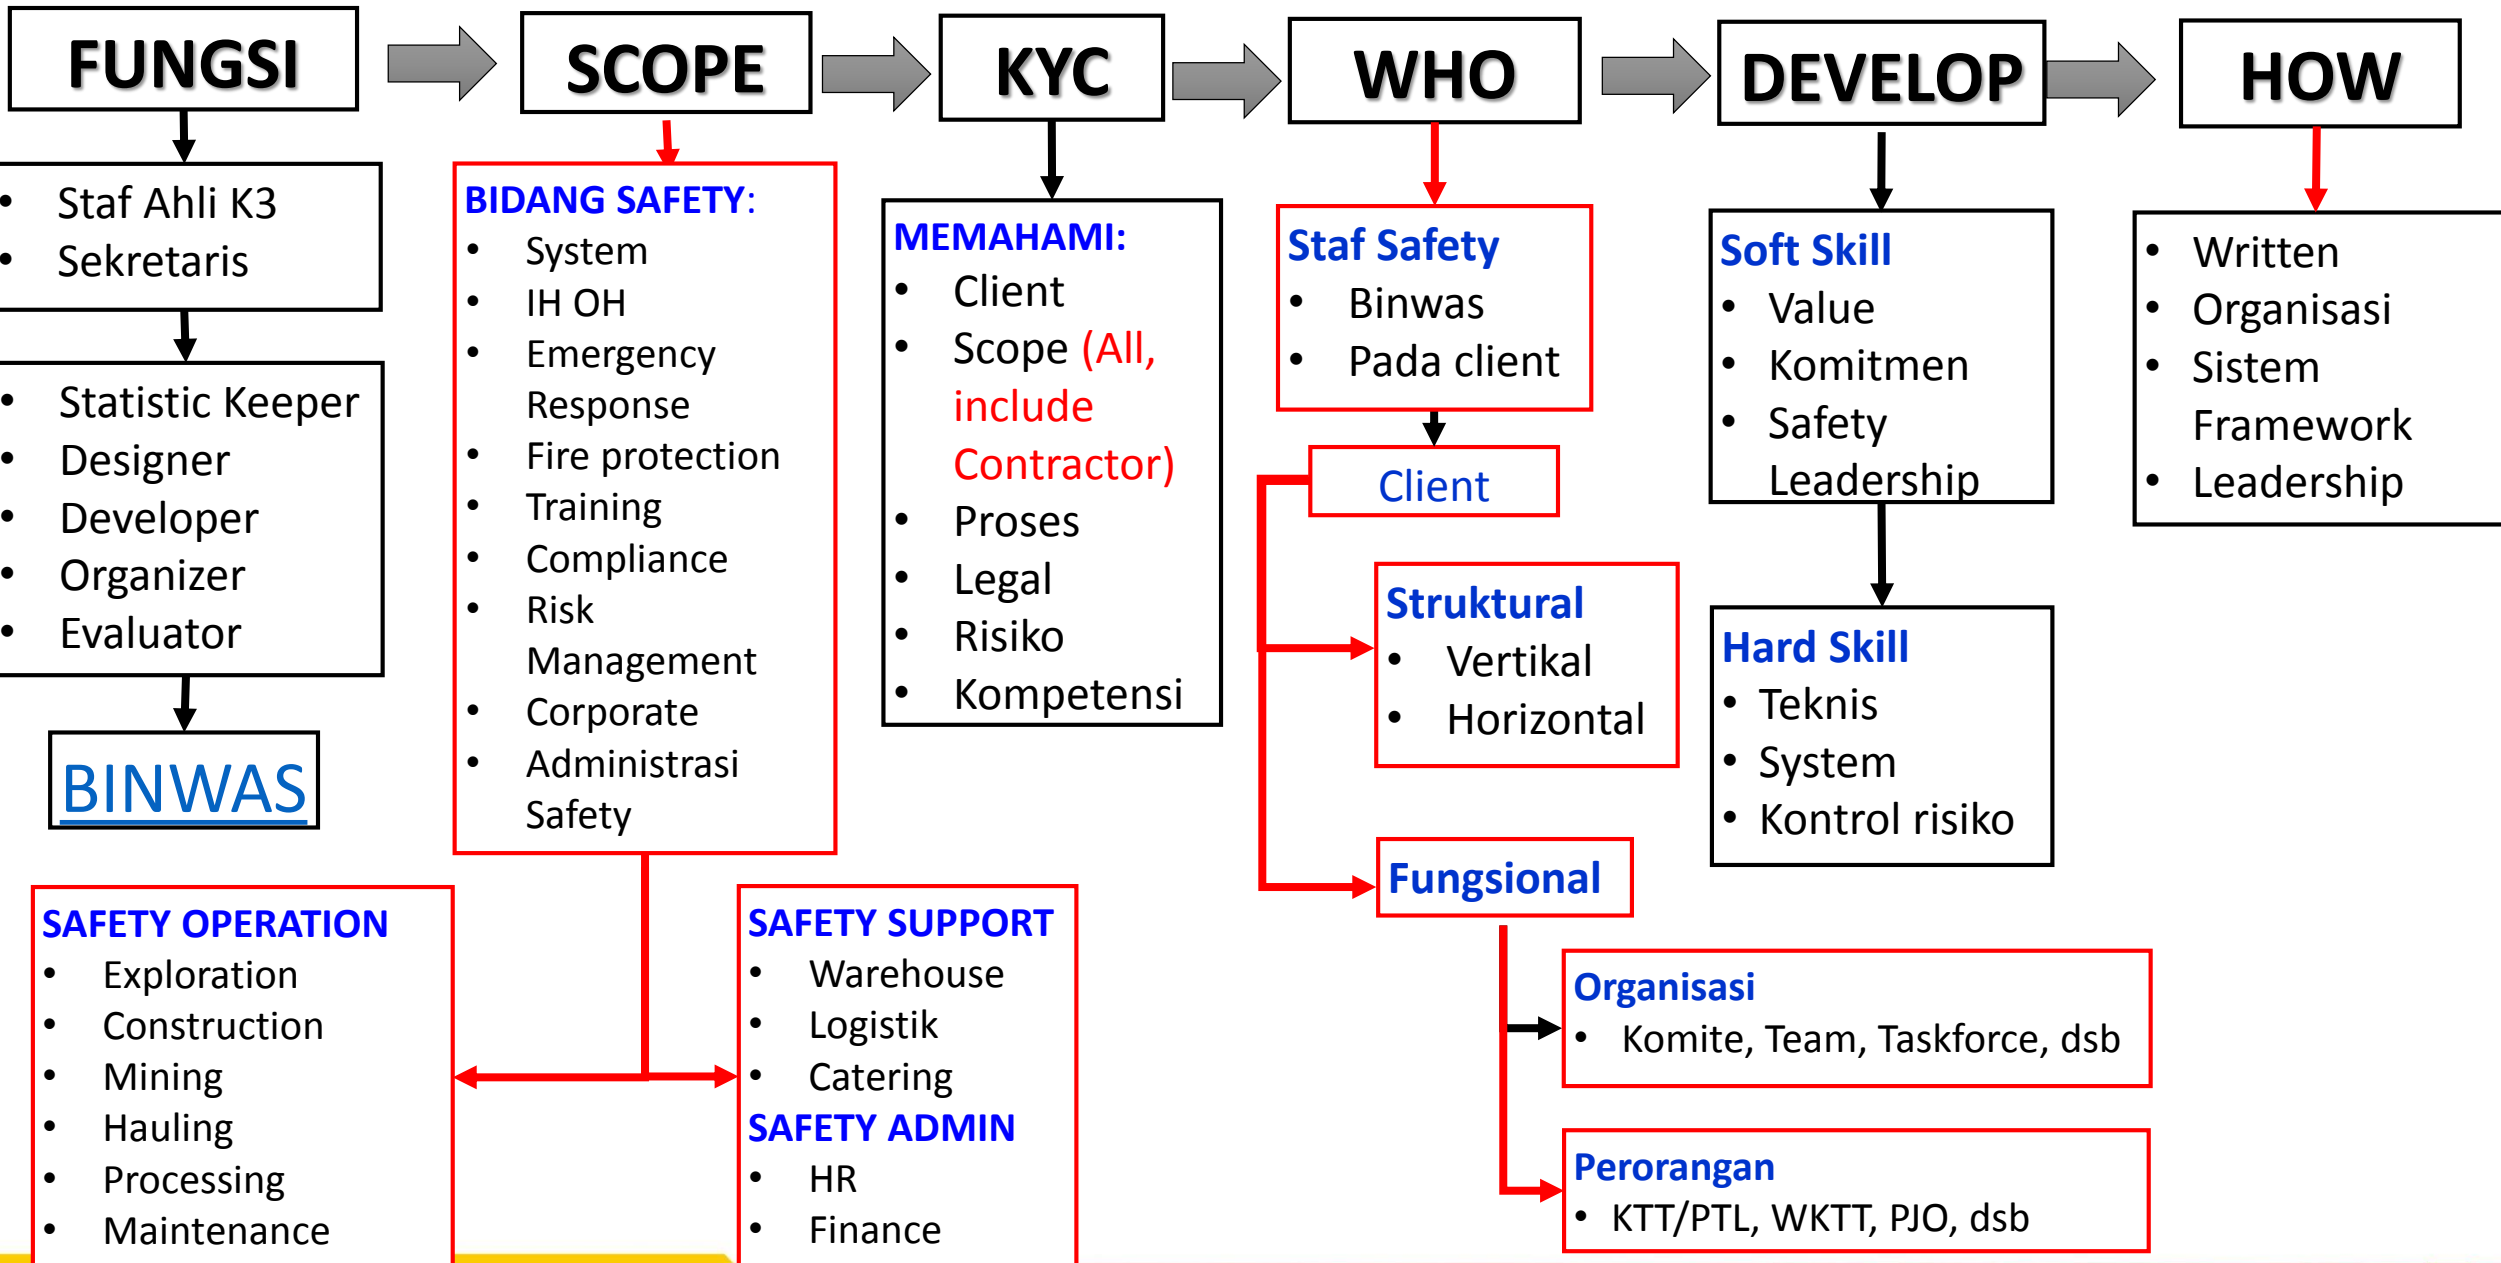 FUNGSI
SCOPE
KYC
WHO
DEVELOP
HOW
• Staf Ahli K3
• Sekretaris
• Statistic Keeper
• Designer
• Developer
• Organizer
• Evaluator
BINWAS
BIDANG SAFETY:
• System
• IH OH
• Emergency
Response
• Fire protection
• Training
• Compliance
• Risk
Management
• Corporate
• Administrasi
Safety
SAFETY OPERATION
• Exploration
• Construction
• Mining
• Hauling
• Processing
• Maintenance
SAFETY SUPPORT
• Warehouse
• Logistik
• Catering
SAFETY ADMIN
• HR
• Finance
MEMAHAMI:
• Client
• Scope (All,
include
Contractor)
• Proses
• Legal
• Risiko
• Kompetensi
Staf Safety
• Binwas
• Pada client
Client
Struktural
• Vertikal
• Horizontal
Fungsional
Organisasi
• Komite, Team, Taskforce, dsb
Perorangan
• KTT/PTL, WKTT, PJO, dsb
Soft Skill
• Value
• Komitmen
• Safety
Leadership
Hard Skill
• Teknis
• System
• Kontrol risiko
• Written
• Organisasi
• Sistem
Framework
• Leadership